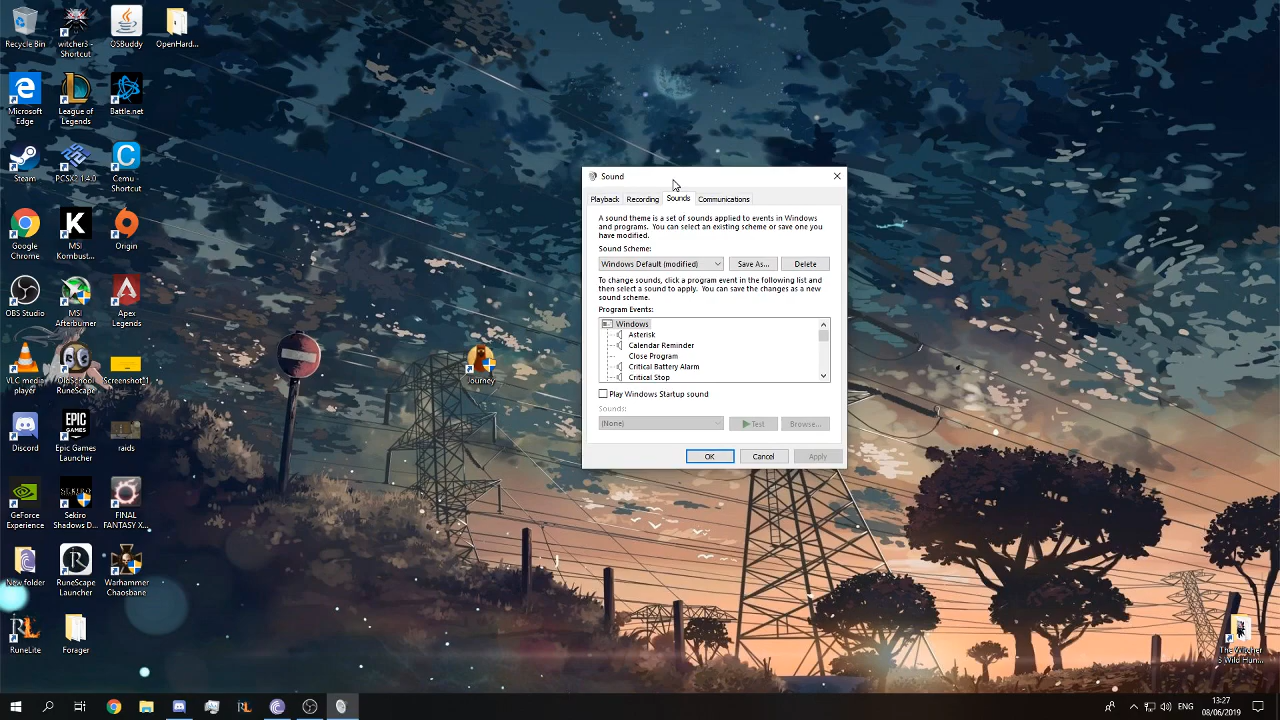 Recycle Bin
witcher3 -
Shortcut
OSBuddy
OpenHard...
Microsoft
Edge
League of
Legends
Battle.net
Steam
PCSX2 1.4.0
Cemu -
Shortcut
Google
Chrome
MSI
Kombust...
Origin
OBS Studio
MSI
Afterburner
Apex
Legends
VLC media
player
OldSchool
RuneScape
Screenshot_1
Journey
Discord
Epic Games
Launcher
raids
GeForce
Experience
Sekiro
Shadows D...
FINAL
FANTASY X...
New folder
RuneScape
Launcher
Warhammer
Chaosbane
RuneLite
Forager
The Witcher
3 Wild Hun...
Sound
Playback
Recording
Sounds
Communications
A sound theme is a set of sounds applied to events in Windows
and programs. You can select an existing scheme or save one you
have modified.
Sound Scheme:
Windows Default (modified)
Save As...
Delete
To change sounds, click a program event in the following list and
then select a sound to apply. You can save the changes as a new
sound scheme.
Program Events:
Windows
Asterisk
Calendar Reminder
Close Program
Critical Battery Alarm
Critical Stop
Play Windows Startup sound
Sounds:
(None)
Test
Browse...
OK
Cancel
Apply
ENG
13:27
08/06/2019